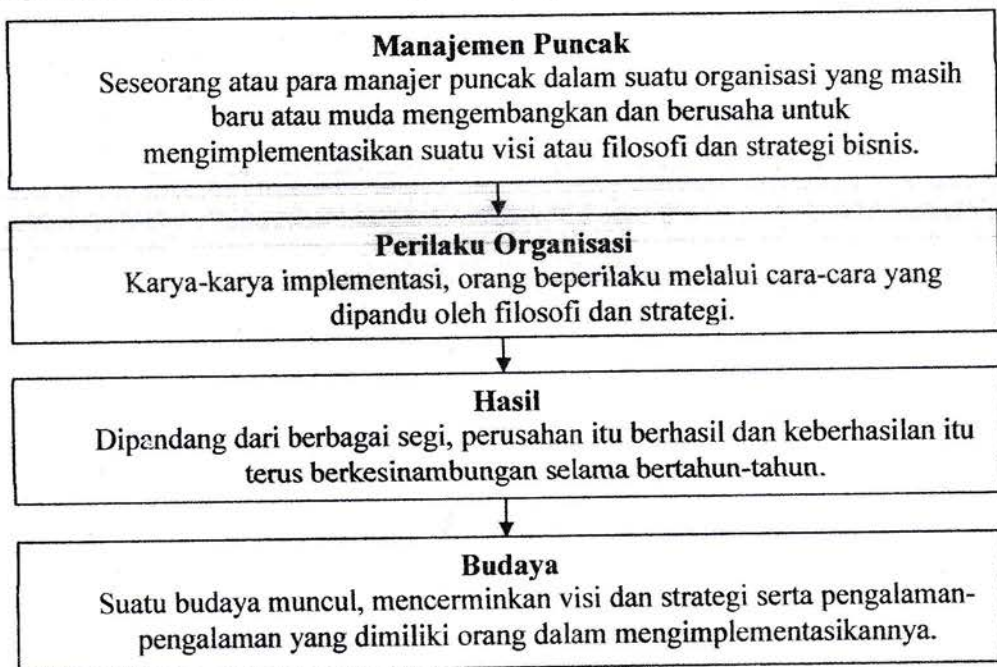 Manajemen Puncak
Seseorang atau para manajer puncak dalam suatu organisasi yang masih
baru atau muda mengembangkan dan berusaha untuk
mengimplementasikan suatu visi atau filosofi dan strategi bisnis.
Perilaku Organisasi
Karya-karya implementasi, orang beperilaku melalui cara-cara yang
dipandu oleh filosofi dan strategi.
Hasil
Dipandang dari berbagai segi, perusahan itu berhasil dan keberhasilan itu
terus berkesinambungan selama bertahun-tahun.
Budaya
Suatu budaya muncul, mencerminkan visi dan strategi serta pengalaman-
pengalaman yang dimiliki orang dalam mengimplementasikannya.